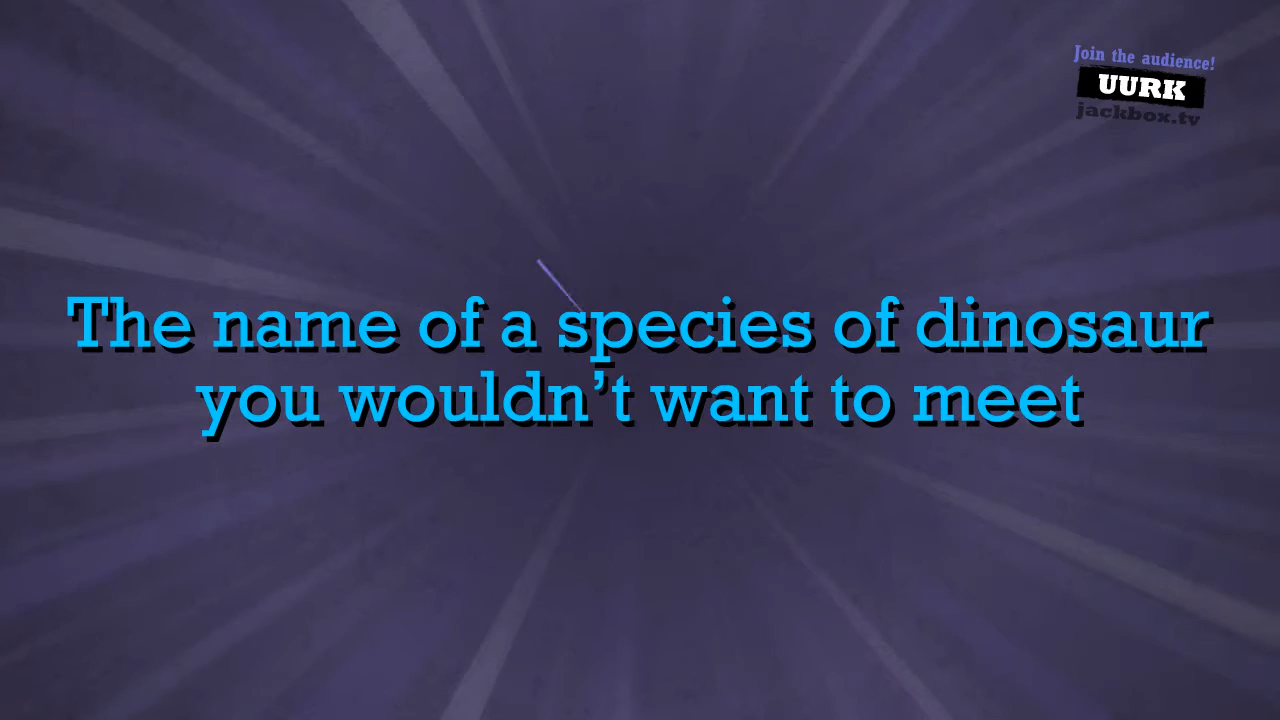 Join the audience!
UURK
jackbox.tv
The name of a species of dinosaur
you wouldn't want to meet